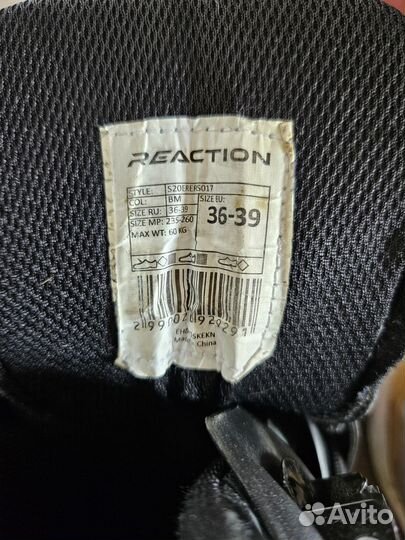 REACTION
STYLE: S20ERERS017
COL: BM
SIZE RU: 36-39
SIZE MP: 235-260
MAX WT: 60 KG
SIZE EU:
36-39
SKEKN
China
Avito